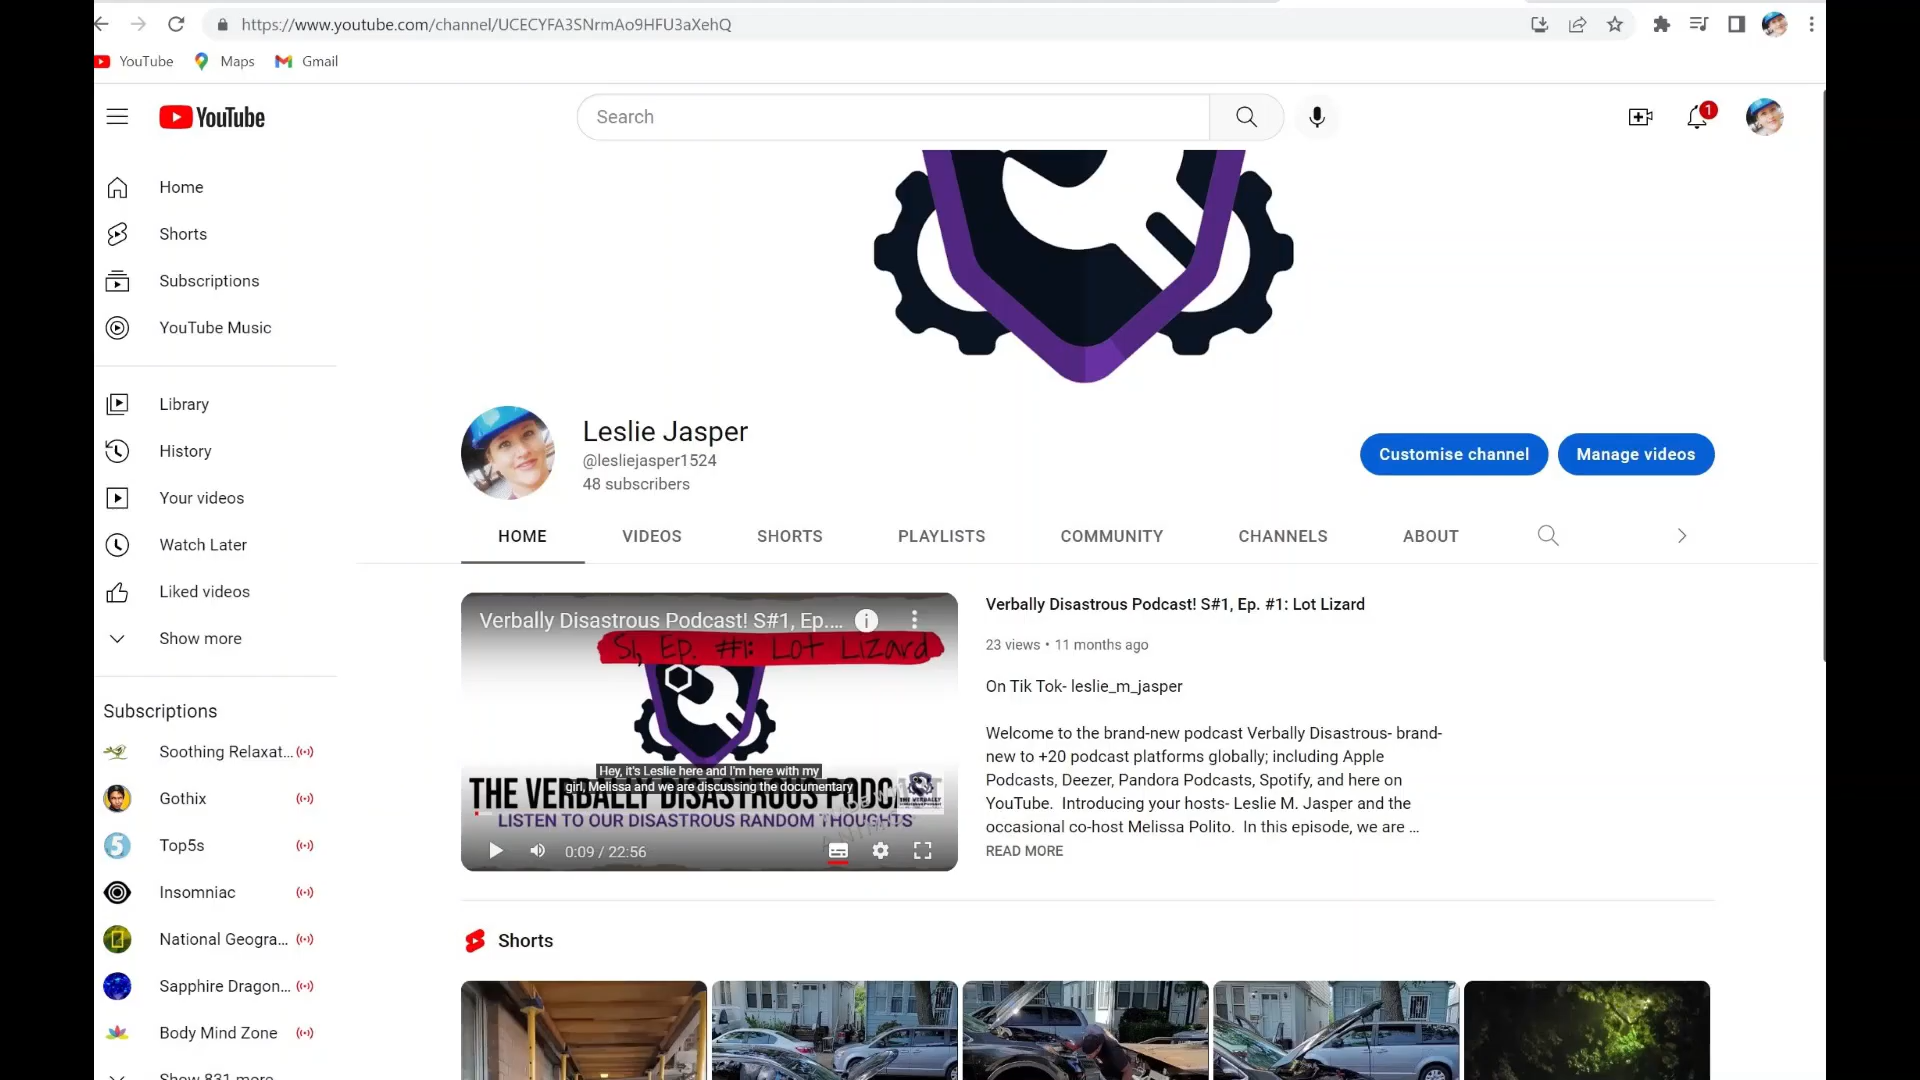 https://www.youtube.com/channel/UCECYFA3SNrmAo9HFU3aXehQ
YouTube
Maps
Gmail
YouTube
Search
1
Home
Shorts
Subscriptions
YouTube Music
Library
History
Your videos
Watch Later
Liked videos
Show more
Subscriptions
Soothing Relaxat...
Gothix
Top5s
Insomniac
National Geogra...
Sapphire Dragon...
Body Mind Zone
Show 831 more
Leslie Jasper
@lesliejasper1524
48 subscribers
Customise channel
Manage videos
HOME
VIDEOS
SHORTS
PLAYLISTS
COMMUNITY
CHANNELS
ABOUT
Verbally Disastrous Podcast! S#1, Ep....
S1, Ep. #1: Lot Lizard
Hey, it's Leslie here and I'm here with my
girl, Melissa and we are discussing the documentary
THE VERBALLY DISASTROUS PODCAST
LISTEN TO OUR DISASTROUS RANDOM THOUGHTS
0:09 / 22:56
Verbally Disastrous Podcast! S#1, Ep. #1: Lot Lizard
23 views • 11 months ago
On Tik Tok- leslie_m_jasper
Welcome to the brand-new podcast Verbally Disastrous- brand-
new to +20 podcast platforms globally; including Apple
Podcasts, Deezer, Pandora Podcasts, Spotify, and here on
YouTube. Introducing your hosts- Leslie M. Jasper and the
occasional co-host Melissa Polito. In this episode, we are ...
READ MORE
Shorts